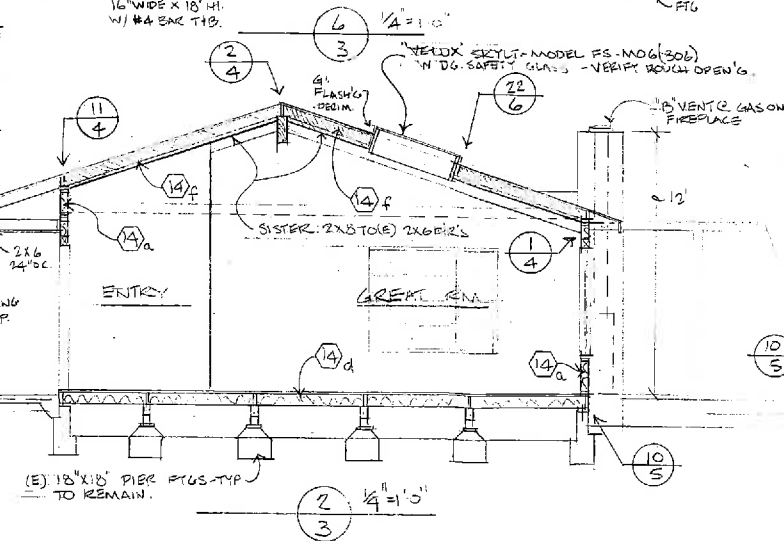 16" WIDE X 18" HI.
W/ #4 BAR T&B.
6
3
1/4"=1'-0"
FTG
2
4
"VELUX" SKYLT-MODEL FS-M06(306)
W/ DG. SAFETY GLASS - VERIFY ROUGH OPEN'G.
G.I.
FLASH'G
22
6
"B" VENT @ GAS ONLY
FIREPLACE
11
4
14 f
14 f
14 a
12'
SISTER 2X8 TO (E) 2X6 C.R.'S
1
4
2X6
24" OC.
ENTRY
GREAT RM.
10
5
14 d
14 a
10
5
(E) 18"X18" PIER FTGS-TYP
TO REMAIN.
2
3
1/4"=1'-0"